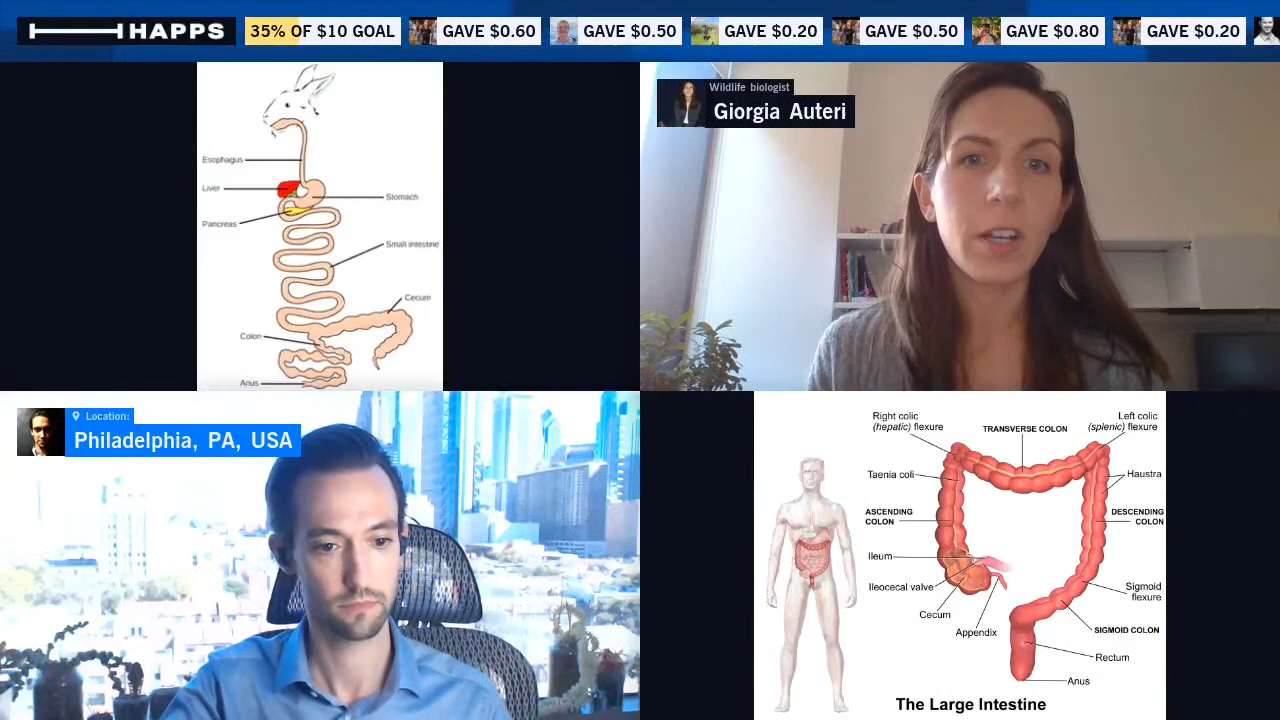 HAPPS
35% OF $10 GOAL
GAVE $0.60
GAVE $0.50
GAVE $0.20
GAVE $0.50
GAVE $0.80
GAVE $0.20
Esophagus
Liver
Stomach
Pancreas
Small intestine
Cecum
Colon
Anus
Wildlife biologist
Giorgia Auteri
Location:
Philadelphia, PA, USA
Right colic
(hepatic) flexure
TRANSVERSE COLON
Left colic
(splenic) flexure
Taenia coli
Haustra
ASCENDING
COLON
DESCENDING
COLON
Ileum
Ileocecal valve
Cecum
Appendix
Sigmoid
flexure
SIGMOID COLON
Rectum
Anus
The Large Intestine